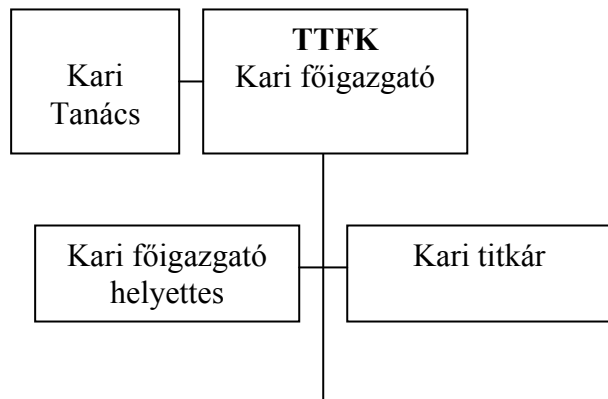 Kari
Tanács
TTFK
Kari főigazgató
Kari főigazgató
helyettes
Kari titkár